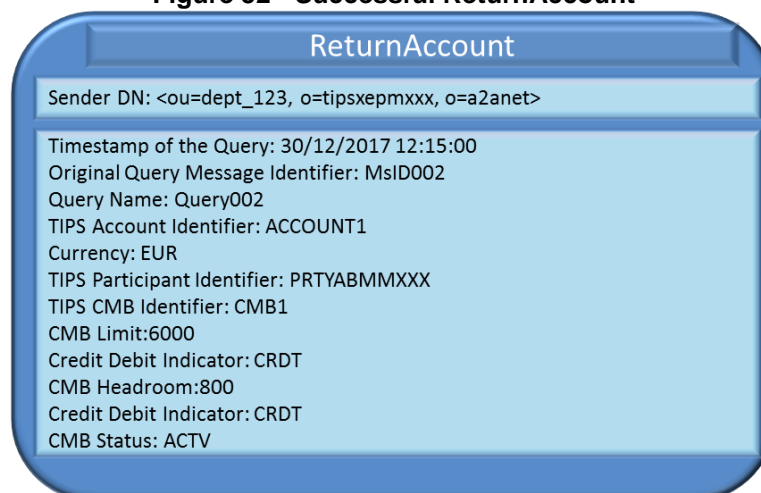 Figure - Successful ReturnAccount
ReturnAccount
Sender DN: <ou=dept_123, o=tipsxepmxxx, o=a2anet>
Timestamp of the Query: 30/12/2017 12:15:00
Original Query Message Identifier: MsID002
Query Name: Query002
TIPS Account Identifier: ACCOUNT1
Currency: EUR
TIPS Participant Identifier: PRTYABMMXXX
TIPS CMB Identifier: CMB1
CMB Limit:6000
Credit Debit Indicator: CRDT
CMB Headroom:800
Credit Debit Indicator: CRDT
CMB Status: ACTV